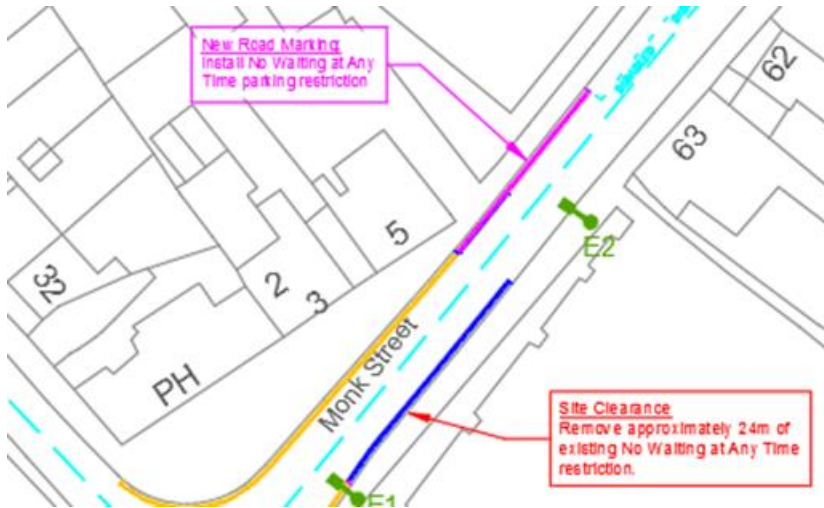 New Road Marking
Install No Waiting at Any
Time parking restriction
62
63
5
E2
32
2
3
PH
Monk Street
Site Clearance
Remove approximately 24m of
existing No Waiting at Any Time
restriction.
E1